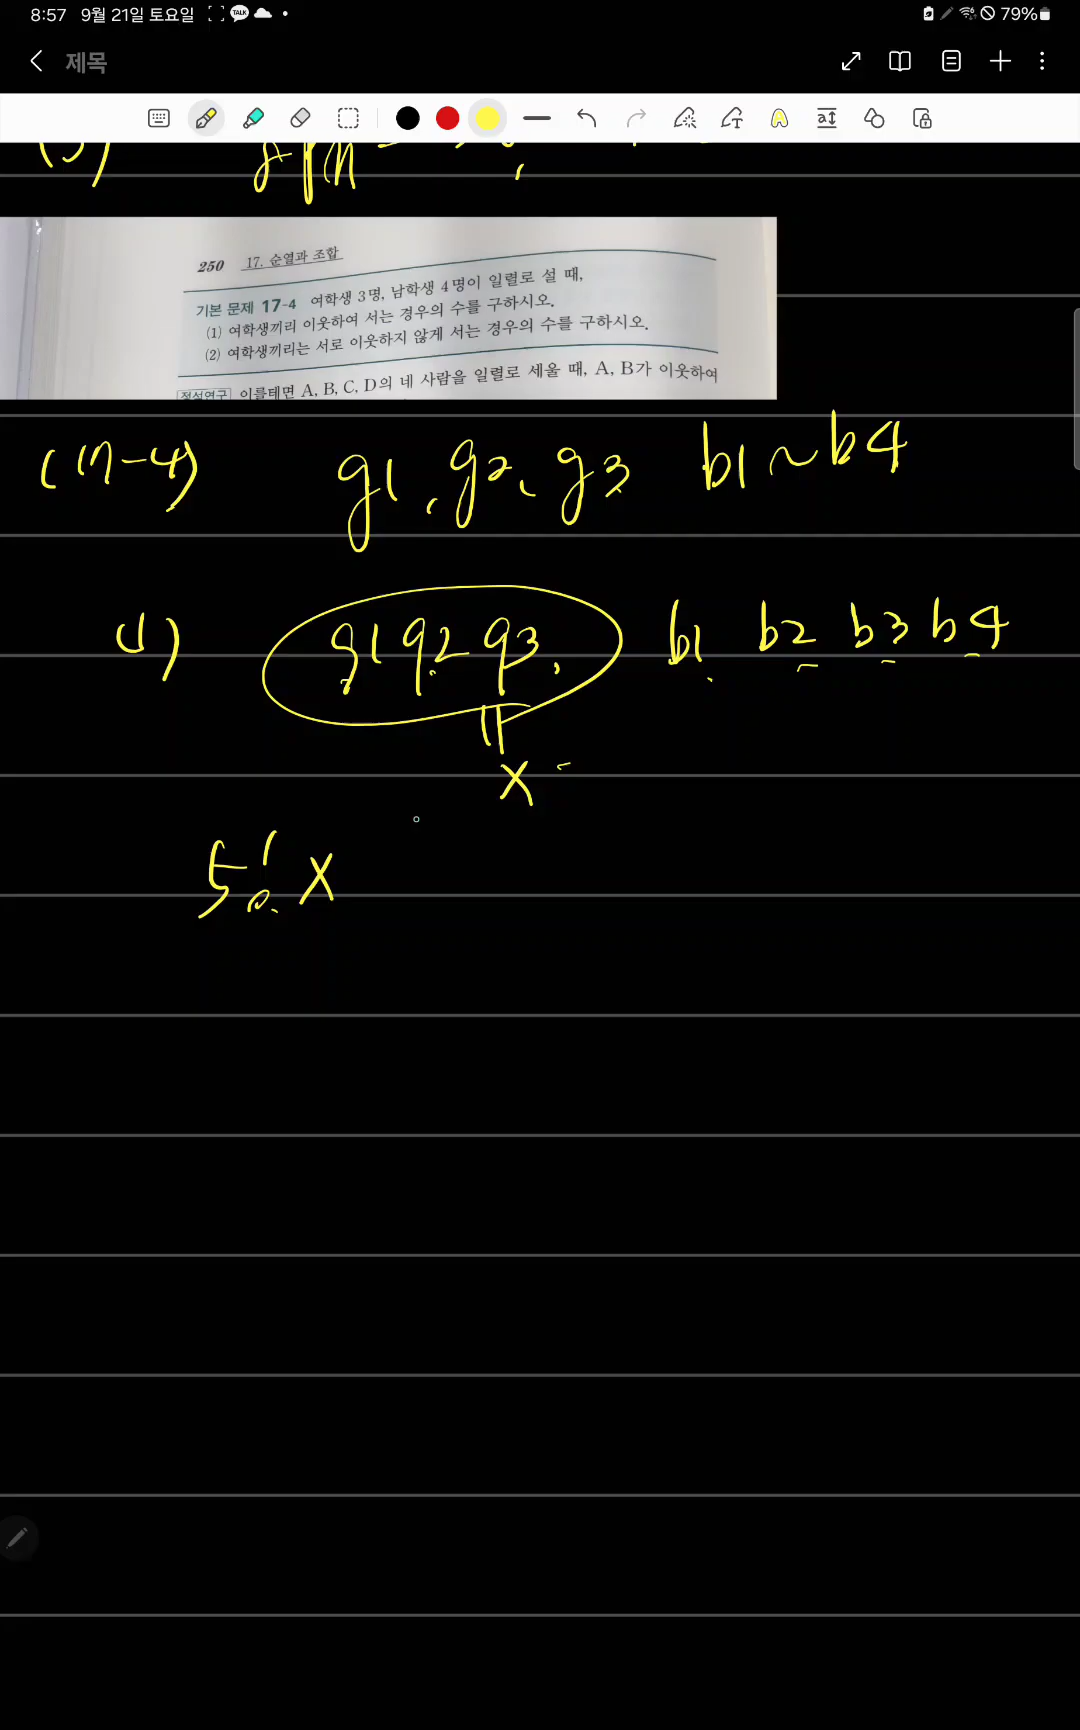 8:57 9월 21일 토요일 TALK 79%
제목
250 17. 순열과 조합
기본 문제 17-4 여학생 3명, 남학생 4명이 일렬로 설 때,
(1) 여학생끼리 이웃하여 서는 경우의 수를 구하시오.
(2) 여학생끼리는 서로 이웃하지 않게 서는 경우의 수를 구하시오.
정석연구 이를테면 A, B, C, D의 네 사람을 일렬로 세울 때, A, B가 이웃하여
(17-4) g1, g2, g3 b1 ~ b4
(1) g1 g2 g3, b1 b2 b3 b4
X
5! X